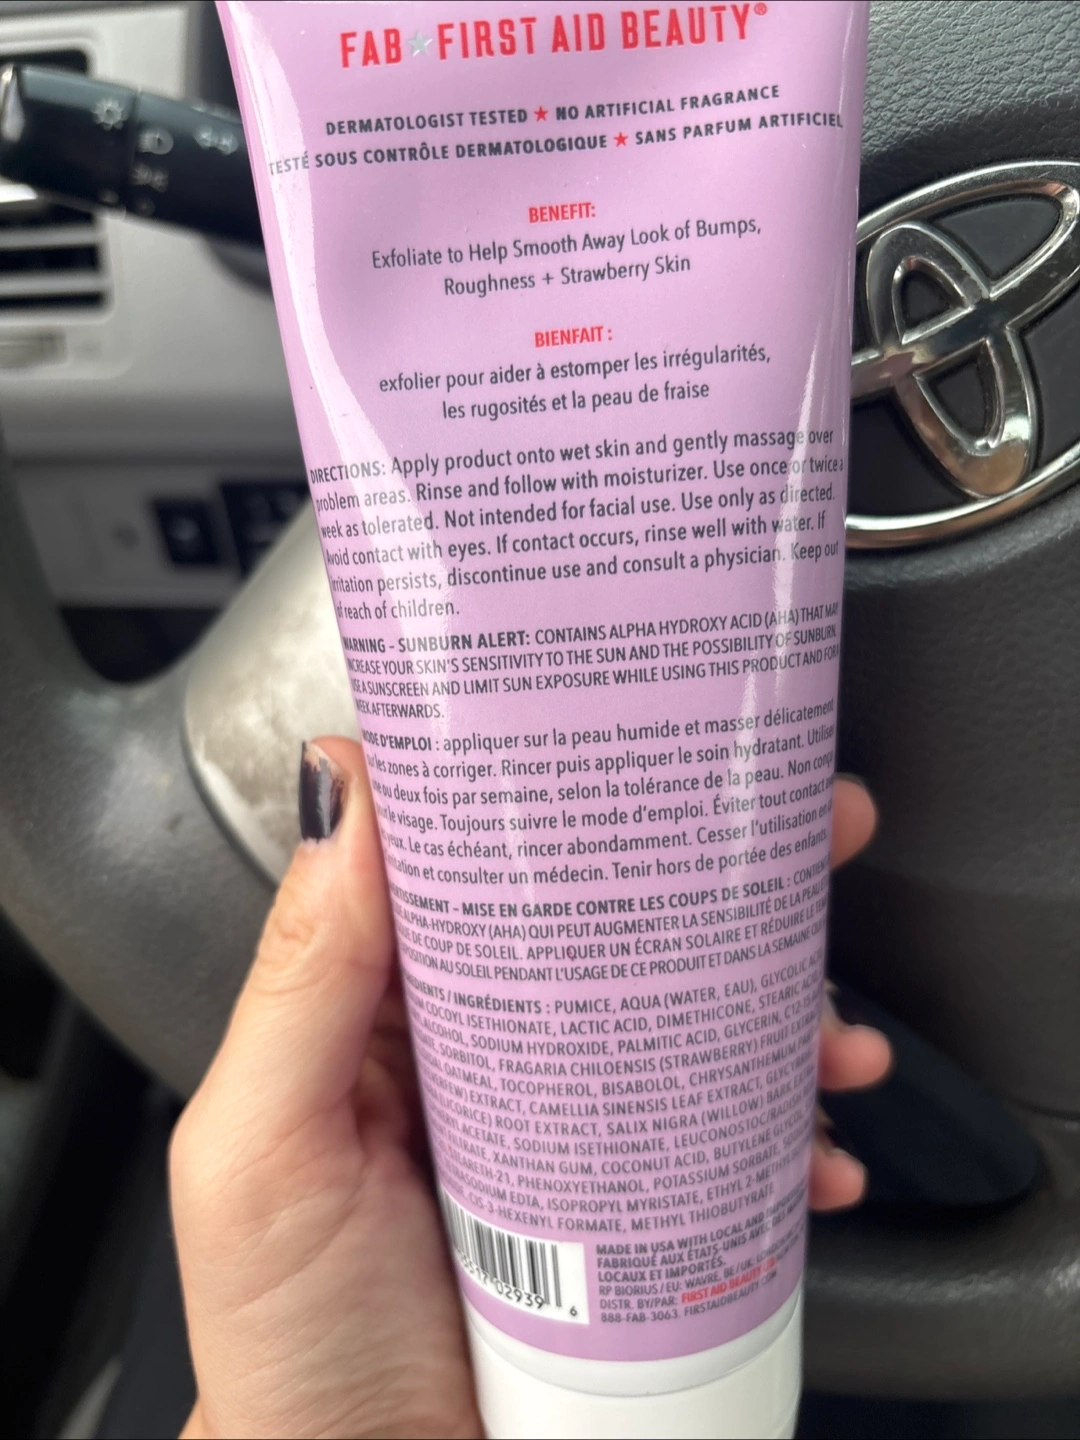 FAB FIRST AID BEAUTY®
DERMATOLOGIST TESTED ★ NO ARTIFICIAL FRAGRANCE
TESTÉ SOUS CONTRÔLE DERMATOLOGIQUE ★ SANS PARFUM ARTIFICIEL
BENEFIT:
Exfoliate to Help Smooth Away Look of Bumps,
Roughness + Strawberry Skin
BIENFAIT :
exfolier pour aider à estomper les irrégularités,
les rugosités et la peau de fraise
DIRECTIONS: Apply product onto wet skin and gently massage over
problem areas. Rinse and follow with moisturizer. Use once or twice a
week as tolerated. Not intended for facial use. Use only as directed.
Avoid contact with eyes. If contact occurs, rinse well with water. If
irritation persists, discontinue use and consult a physician. Keep out
of reach of children.
WARNING - SUNBURN ALERT: CONTAINS ALPHA HYDROXY ACID (AHA) THAT MAY
INCREASE YOUR SKIN'S SENSITIVITY TO THE SUN AND THE POSSIBILITY OF SUNBURN.
USE A SUNSCREEN AND LIMIT SUN EXPOSURE WHILE USING THIS PRODUCT AND FOR A
WEEK AFTERWARDS.
MODE D'EMPLOI : appliquer sur la peau humide et masser délicatement
sur les zones à corriger. Rincer puis appliquer le soin hydratant. Utiliser
une ou deux fois par semaine, selon la tolérance de la peau. Non conçu
pour le visage. Toujours suivre le mode d'emploi. Éviter tout contact
yeux. Le cas échéant, rincer abondamment. Cesser l'utilisation en
irritation et consulter un médecin. Tenir hors de portée des enfants.
AVERTISSEMENT - MISE EN GARDE CONTRE LES COUPS DE SOLEIL :
ALPHA-HYDROXY (AHA) QUI PEUT AUGMENTER LA SENSIBILITÉ DE LA PEAU
DE COUP DE SOLEIL. APPLIQUER UN ÉCRAN SOLAIRE ET RÉDUIRE LE
AU SOLEIL PENDANT L'USAGE DE CE PRODUIT ET DANS LA SEMAINE
INGREDIENTS / INGRÉDIENTS : PUMICE, AQUA (WATER, EAU), GLYCOLIC
COCOYL ISETHIONATE, LACTIC ACID, DIMETHICONE, STEARIC
ALCOHOL, SODIUM HYDROXIDE, PALMITIC ACID, GLYCERIN, C12-15
SORBITOL, FRAGARIA CHILOENSIS (STRAWBERRY) FRUIT
OATMEAL, TOCOPHEROL, BISABOLOL, CHRYSANTHEMUM
EXTRACT, CAMELLIA SINENSIS LEAF EXTRACT,
(LICORICE) ROOT EXTRACT, SALIX NIGRA (WILLOW) BARK
ACETATE, SODIUM ISETHIONATE, LEUCONOSTOC/RADISH
FILTRATE, XANTHAN GUM, COCONUT ACID, BUTYLENE GLYCOL
STEARETH-21, PHENOXYETHANOL, POTASSIUM SORBATE,
EDTA, ISOPROPYL MYRISTATE, ETHYL
CIS-3-HEXENYL FORMATE, METHYL THIOBUTYRATE
02939 6
MADE IN USA WITH LOCAL AND
FABRIQUÉ AUX ÉTATS-UNIS AVEC
LOCAUX ET IMPORTÉS.
RP BIORIUS / EU: WAVRE, BE / UK:
DISTR. BY/PAR: FIRST AID BEAUTY
888-FAB-3063. FIRSTAIDBEAUTY.COM